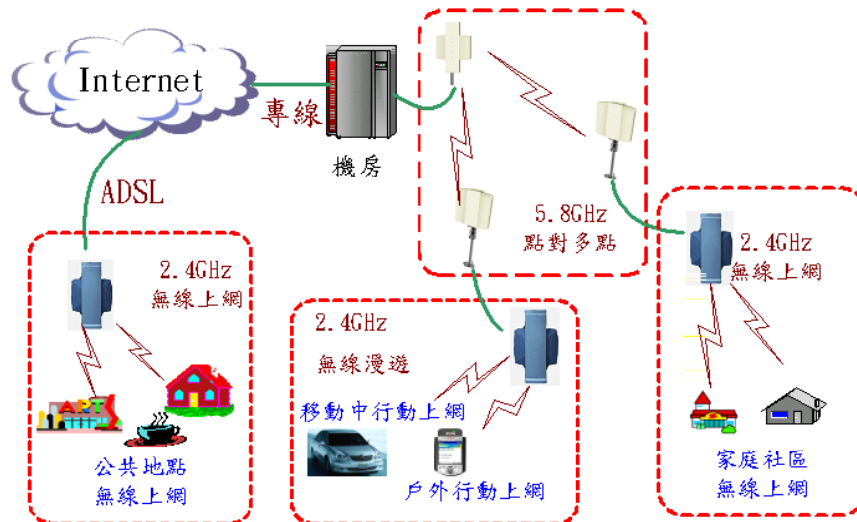 Internet
專線
機房
ADSL
5.8GHz
點對多點
2.4GHz
無線上網
2.4GHz
無線上網
2.4GHz
無線漫遊
移動中行動上網
戶外行動上網
公共地點
無線上網
家庭社區
無線上網